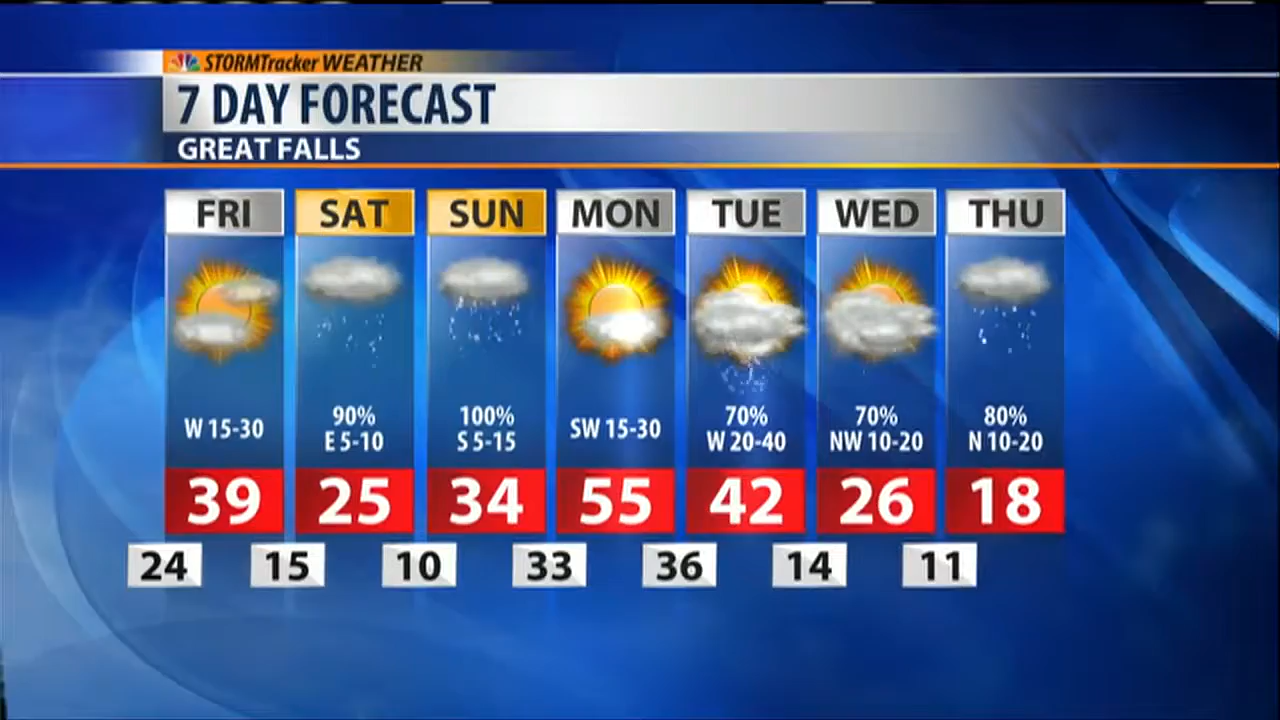 STORMTracker WEATHER
7 DAY FORECAST
GREAT FALLS
FRI SAT SUN MON TUE WED THU
W 15-30 90% E 5-10 100% S 5-15 SW 15-30 70% W 20-40 70% NW 10-20 80% N 10-20
39 25 34 55 42 26 18
24 15 10 33 36 14 11